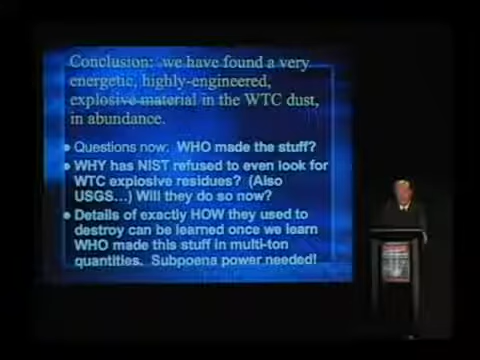 Conclusion: we have found a very
energetic, highly-engineered,
explosive material in the WTC dust,
in abundance.
• Questions now: WHO made the stuff?
• WHY has NIST refused to even look for
WTC explosive residues? (Also
USGS...) Will they do so now?
• Details of exactly HOW they used to
destroy can be learned once we learn
WHO made this stuff in multi-ton
quantities. Subpoena power needed!